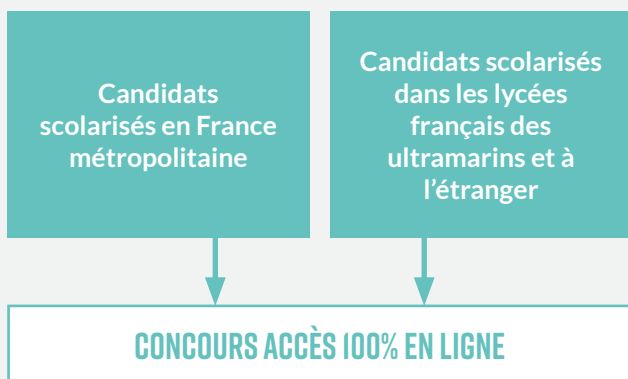 Candidats
scolarisés en France
métropolitaine
Candidats scolarisés
dans les lycées
français des
ultramarins et à
l’étranger
CONCOURS ACCÈS 100% EN LIGNE